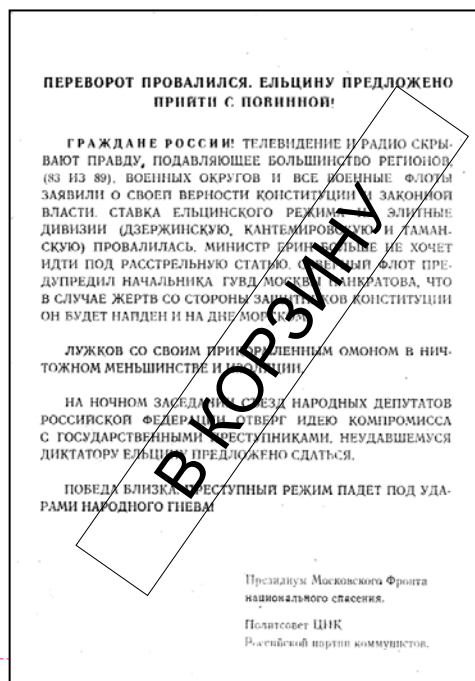 ПЕРЕВОРОТ ПРОВАЛИЛСЯ. ЕЛЬЦИНУ ПРЕДЛОЖЕНО
ПРИЙТИ С ПОВИННОЙ!
ГРАЖДАНЕ РОССИИ! ТЕЛЕВИДЕНИЕ И РАДИО СКРЫ-
ВАЮТ ПРАВДУ, ПОДАВЛЯЮЩЕЕ БОЛЬШИНСТВО РЕГИОНОВ,
(83 ИЗ 89), ВОЕННЫХ ОКРУГОВ И ВСЕ ВОЕННЫЕ ФЛОТЫ
ЗАЯВИЛИ О СВОЕЙ ВЕРНОСТИ КОНСТИТУЦИИ И ЗАКОННОЙ
ВЛАСТИ. СТАВКА ЕЛЬЦИНСКОГО РЕЖИМА НА ЭЛИТНЫЕ
ДИВИЗИИ (ДЗЕРЖИНСКУЮ, КАНТЕМИРОВСКУЮ И ТАМАН-
СКУЮ) ПРОВАЛИЛАСЬ. МИНИСТР ЕРИН БОЛЬШЕ НЕ ХОЧЕТ
ИДТИ ПОД РАССТРЕЛЬНУЮ СТАТЬЮ. СЕВЕРНЫЙ ФЛОТ ПРЕ-
ДУПРЕДИЛ НАЧАЛЬНИКА ГУВД МОСКВЫ ПАНКРАТОВА, ЧТО
В СЛУЧАЕ ЖЕРТВ СО СТОРОНЫ ЗАЩИТНИКОВ КОНСТИТУЦИИ
ОН БУДЕТ НАЙДЕН И НА ДНЕ МОРСКОМ.
ЛУЖКОВ СО СВОИМ ПРИКОРМЛЕННЫМ ОМОНОМ В НИЧ-
ТОЖНОМ МЕНЬШИНСТВЕ И ИЗОЛЯЦИИ.
НА НОЧНОМ ЗАСЕДАНИИ СЪЕЗД НАРОДНЫХ ДЕПУТАТОВ
РОССИЙСКОЙ ФЕДЕРАЦИИ ОТВЕРГ ИДЕЮ КОМПРОМИССА
С ГОСУДАРСТВЕННЫМИ ПРЕСТУПНИКАМИ. НЕУДАВШЕМУСЯ
ДИКТАТОРУ ЕЛЬЦИНУ ПРЕДЛОЖЕНО СДАТЬСЯ.
ПОБЕДА БЛИЗКА. ПРЕСТУПНЫЙ РЕЖИМ ПАДЕТ ПОД УДА-
РАМИ НАРОДНОГО ГНЕВА!
В КОРЗИНУ
Президиум Московского Фронта
национального спасения.
Политсовет ЦИК
Российской партии коммунистов.